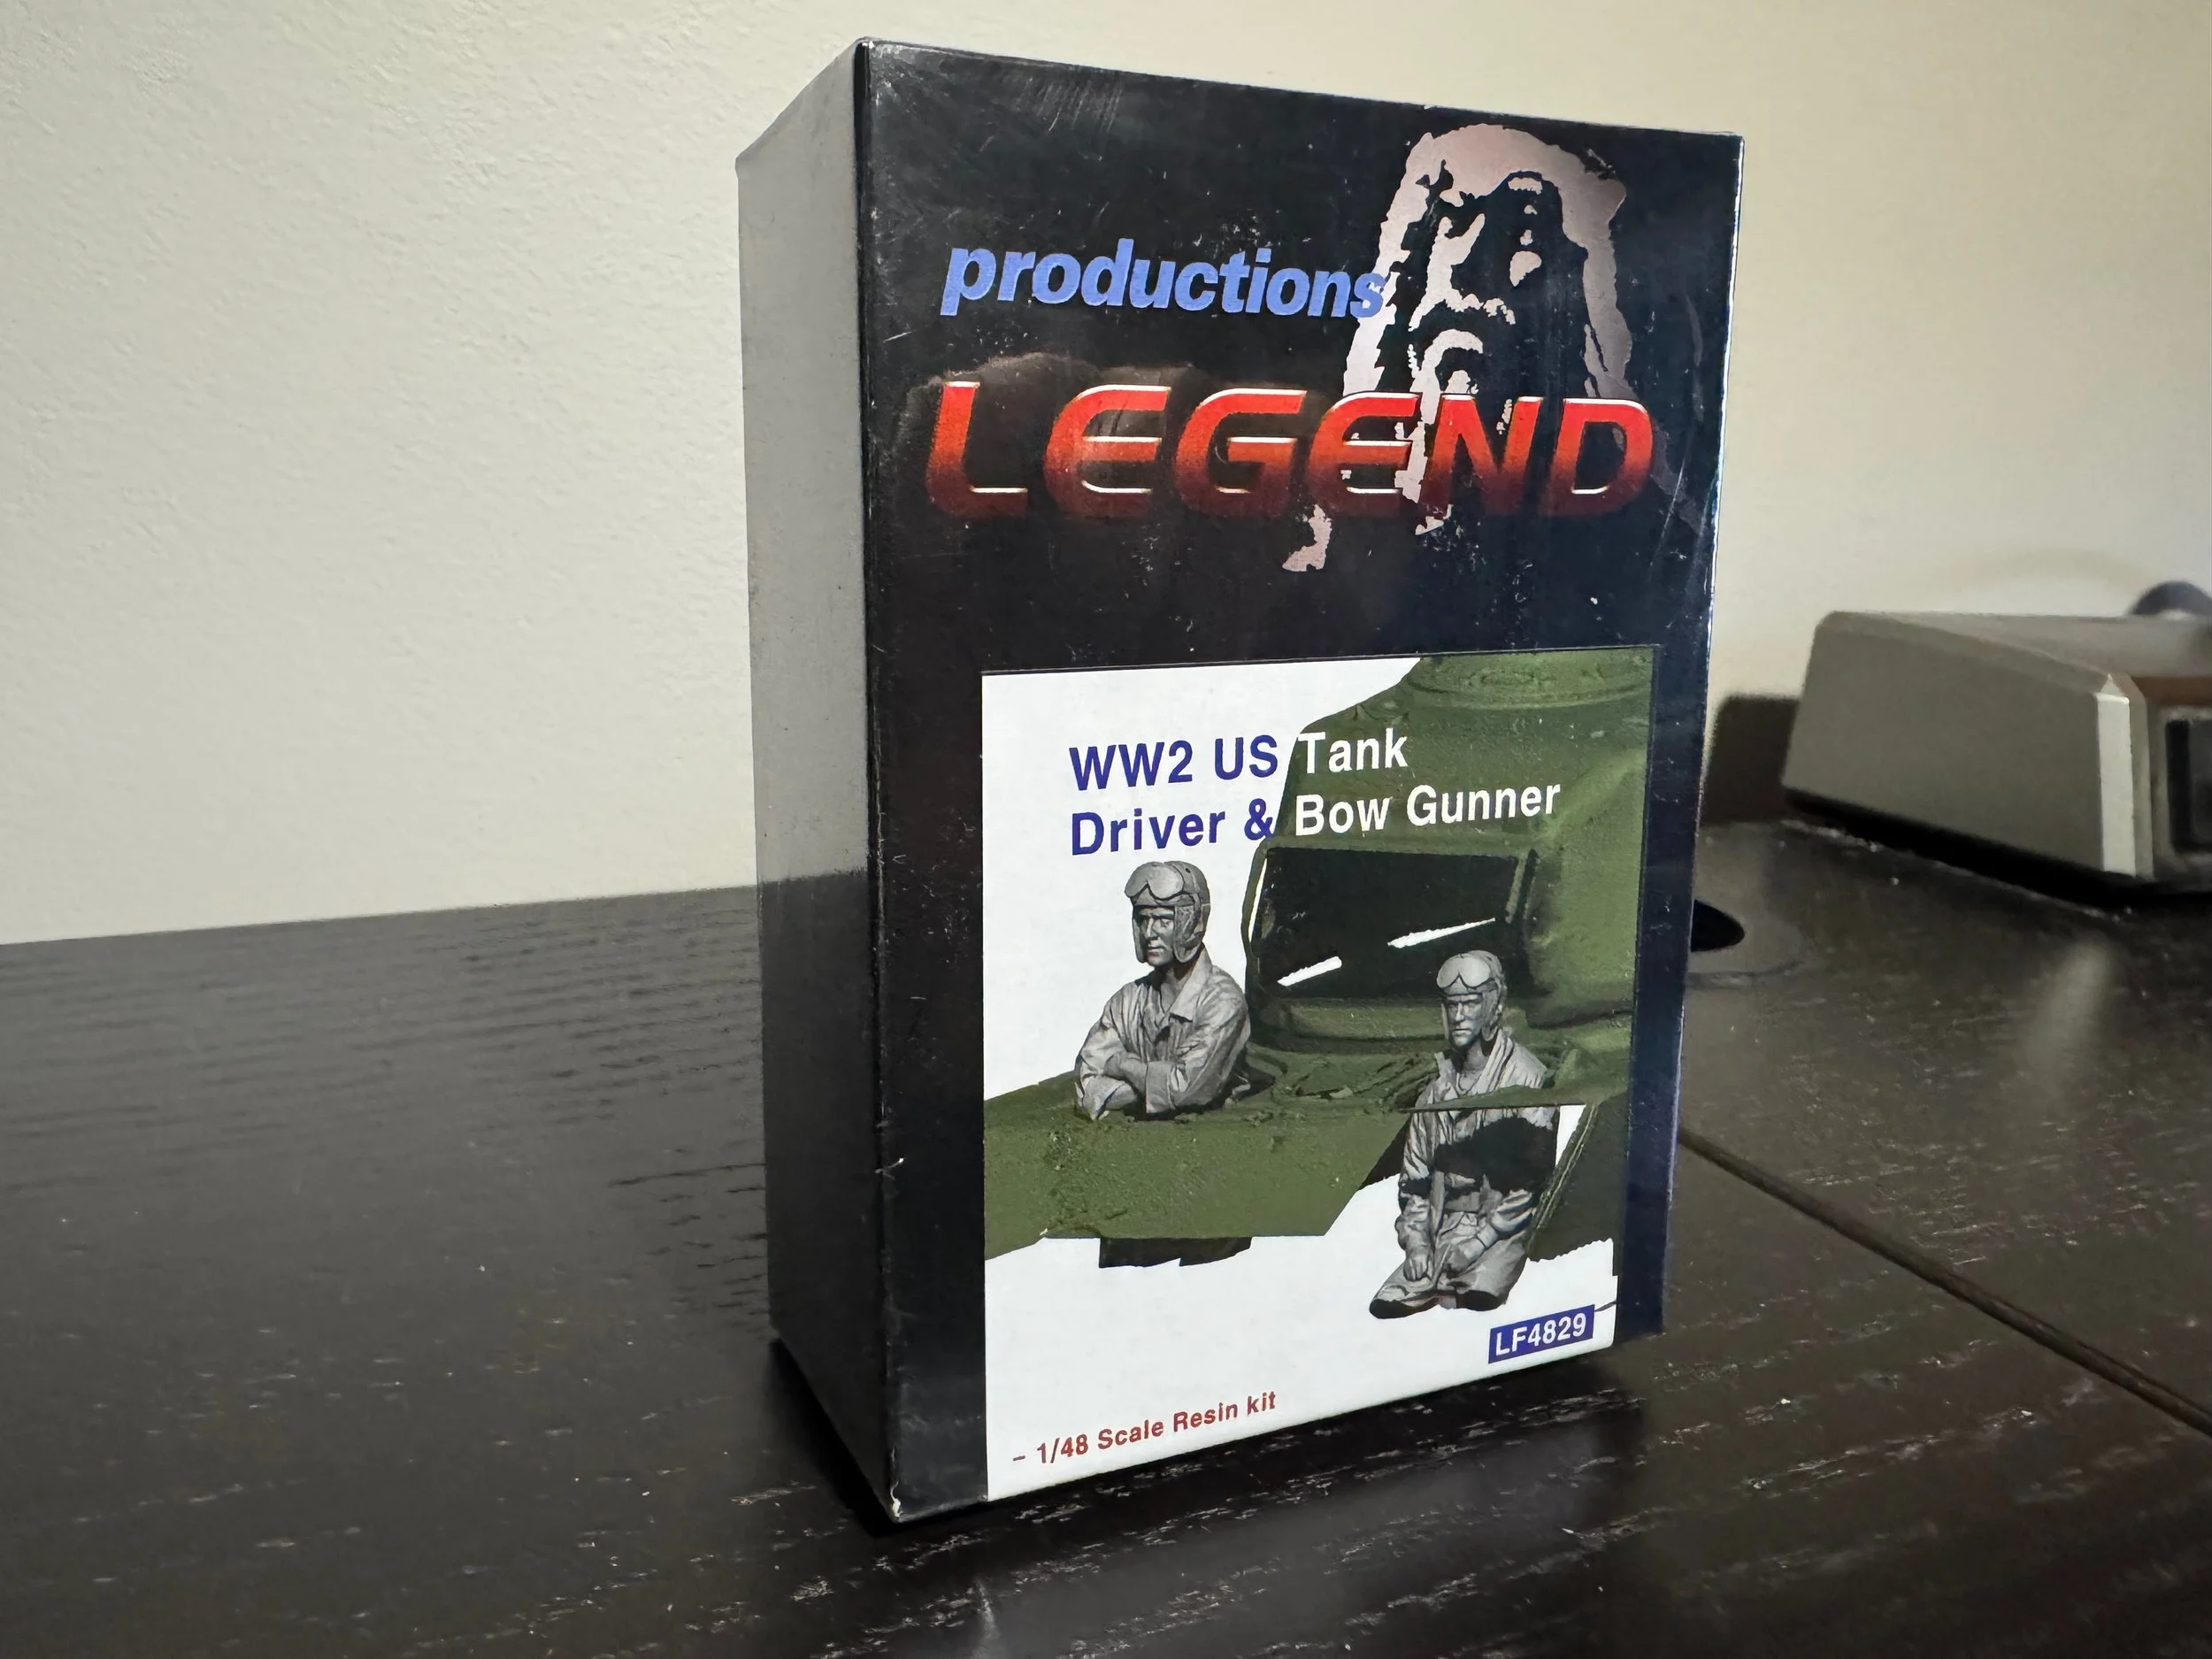 productions
LEGEND
WW2 US Tank
Driver & Bow Gunner
LF4829
– 1/48 Scale Resin kit